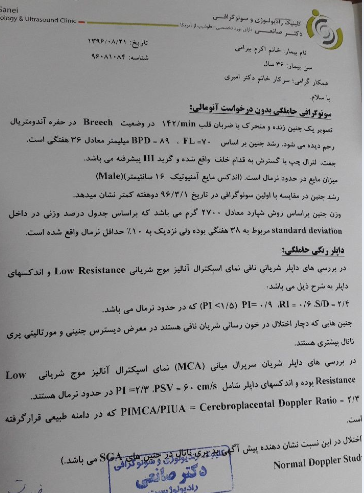 Sanei
ology & Ultrasound Clinic
کلینیک رادیولوژی و سونوگرافی
دکتر صانعی
نام بیمار: خانم اکرم بیرامی
تاریخ: ۱۳۹۶/۰۸/۲۱
سن بیمار: ۳۶ سال
شناسه: ۹۶۰۸۱۰۸۴
همکار گرامی: سرکار خانم دکتر امیری
با سلام
سونوگرافی حاملگی بدون درخواست آنومالی:
تصویر یک جنین زنده و متحرک با ضربان قلب ۱۴۲/min در وضعیت Breech در حفره آندومتریال
رحم دیده می شود. رشد جنین بر اساس FL =۷۰ ، BPD = ۸۹ میلیمتر معادل ۳۶ هفتگی است.
جفت، لترال چپ با گسترش به قدام خلف واقع شده و گرید III پیشرفته می باشد.
میزان مایع در حدود نرمال است. (اندکس مایع آمنیوتیک ۱۶ سانتیمتر)(Male)
رشد جنین در مقایسه با اولین سونوگرافی در تاریخ ۹۶/۳/۱ دوهفته کمتر نشان میدهد.
وزن جنین براساس روش شپارد معادل ۲۷۰۰ گرم می باشد که براساس جدول درصد وزنی در داخل
standard deviation مربوط به ۳۸ هفتگی بوده ولی نزدیک به ۱۰٪ حداقل نرمال واقع شده است.
داپلر رنگی حاملگی:
در بررسی های داپلر شریانی نافی نمای اسپکترال آنالیز موج شریانی Low Resistance و اندکسهای
داپلر به شرح ذیل می باشد:
۲/۴ = S/D ،RI = ۰/۶ ،PI= ۰/۹ (PI <۱/۵) که در حدود نرمال می باشد.
جنین هایی که دچار اختلال در خون رسانی شریان نافی هستند در معرض دیسترس جنینی و مورتالیتی پری
ناتال بیشتری هستند.
در بررسی های داپلر شریان سربرال میانی (MCA) نمای اسپکترال آنالیز موج شریانی Low
Resistance بوده و اندکسهای داپلر شامل PI =۲/۳ ،PSV = ۶۰ cm/s در حدود نرمال هستند.
PIMCA/PIUA = Cerebroplacental Doppler Ratio = ۲/۳ که در دامنه طبیعی قرارگرفته
است.
(اختلال در این نسبت نشان دهنده پیش آگهی بد پری ناتال در جنین های SGA می باشد.)
Normal Doppler Stud
رادیولوژی و سونوگرافی
دکتر صانعی